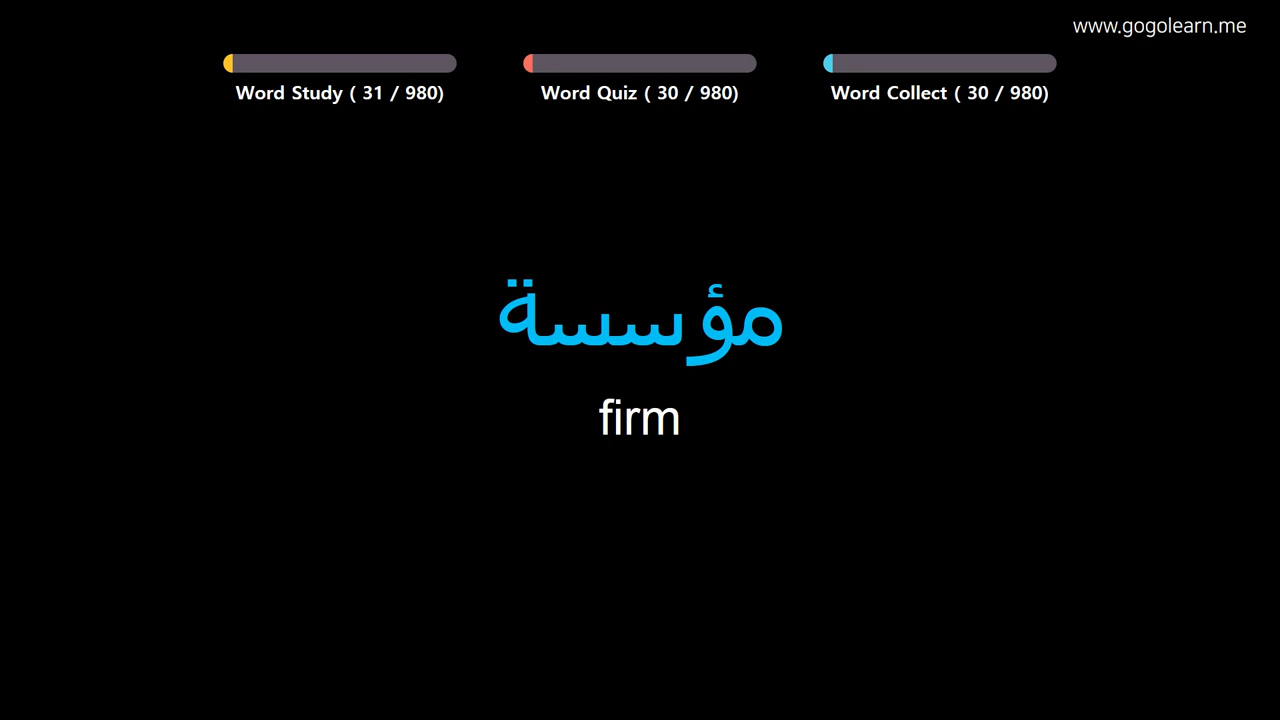 www.gogolearn.me
Word Study ( 31 / 980)
Word Quiz ( 30 / 980)
Word Collect ( 30 / 980)
مؤسسة
firm